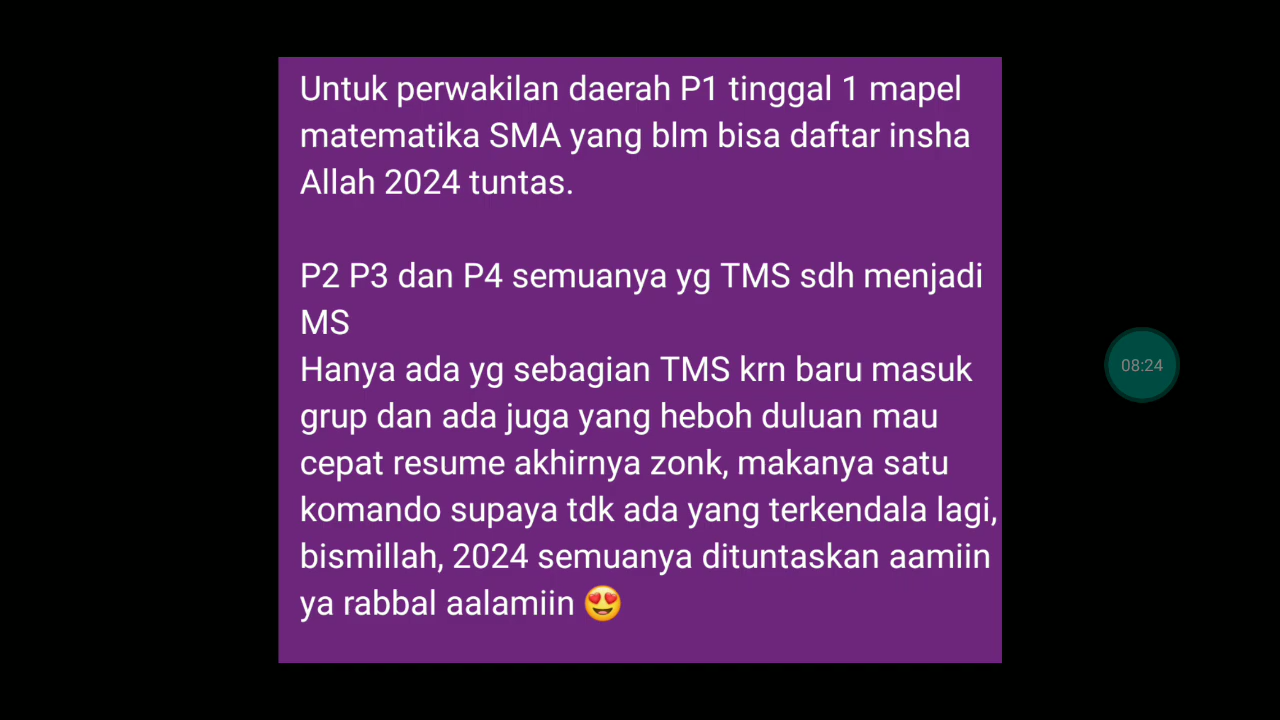 Untuk perwakilan daerah P1 tinggal 1 mapel
matematika SMA yang blm bisa daftar insha
Allah 2024 tuntas.
P2 P3 dan P4 semuanya yg TMS sdh menjadi
MS
Hanya ada yg sebagian TMS krn baru masuk
grup dan ada juga yang heboh duluan mau
cepat resume akhirnya zonk, makanya satu
komando supaya tdk ada yang terkendala lagi,
bismillah, 2024 semuanya dituntaskan aamiin
ya rabbal aalamiin 😍
08:24